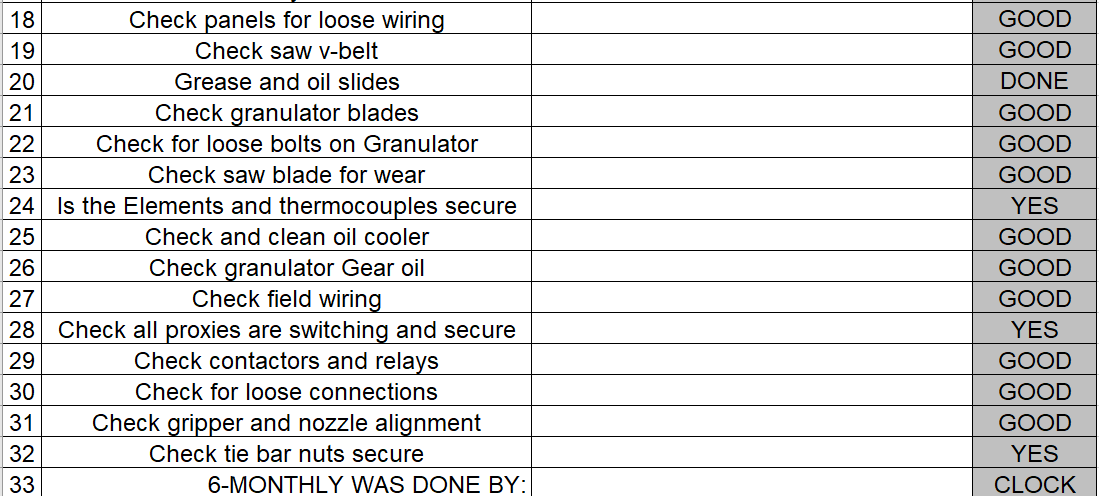 18 Check panels for loose wiring GOOD
19 Check saw v-belt GOOD
20 Grease and oil slides DONE
21 Check granulator blades GOOD
22 Check for loose bolts on Granulator GOOD
23 Check saw blade for wear GOOD
24 Is the Elements and thermocouples secure YES
25 Check and clean oil cooler GOOD
26 Check granulator Gear oil GOOD
27 Check field wiring GOOD
28 Check all proxies are switching and secure YES
29 Check contactors and relays GOOD
30 Check for loose connections GOOD
31 Check gripper and nozzle alignment GOOD
32 Check tie bar nuts secure YES
33 6-MONTHLY WAS DONE BY: CLOCK